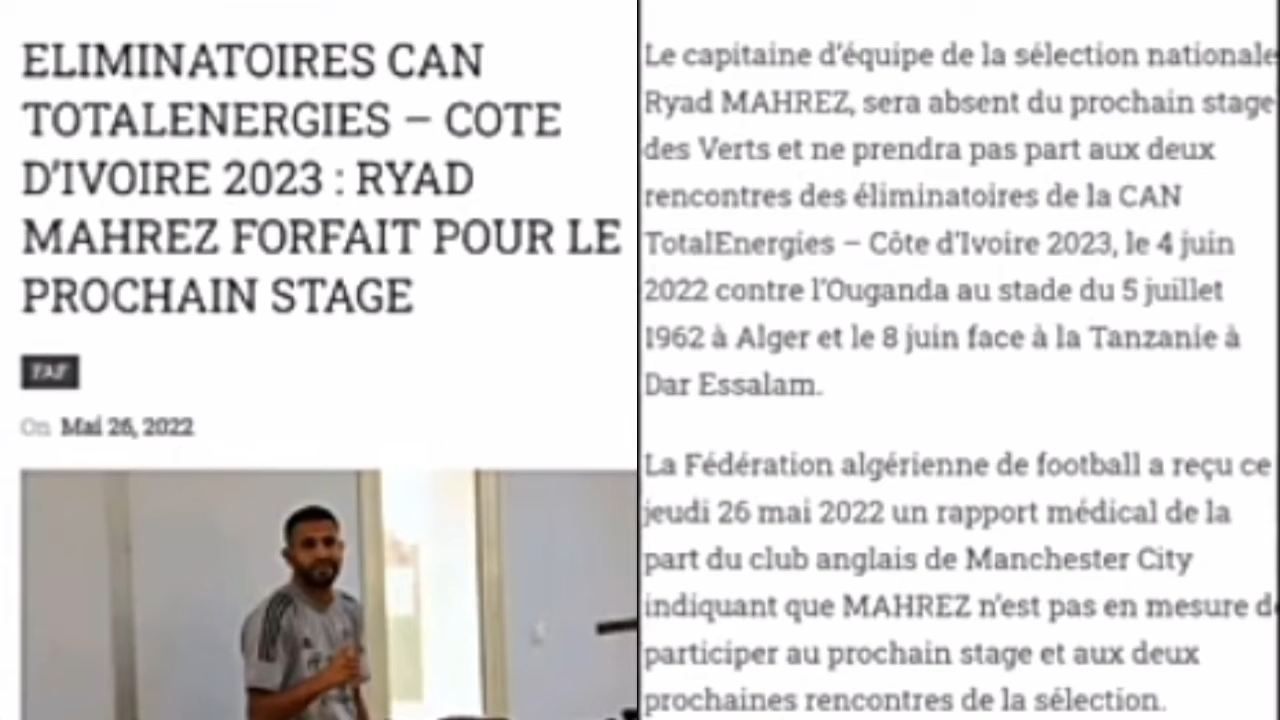 ELIMINATOIRES CAN
TOTALENERGIES – COTE
D'IVOIRE 2023 : RYAD
MAHREZ FORFAIT POUR LE
PROCHAIN STAGE
FAF
On Mai 26, 2022
Le capitaine d'équipe de la sélection nationale
Ryad MAHREZ, sera absent du prochain stage
des Verts et ne prendra pas part aux deux
rencontres des éliminatoires de la CAN
TotalEnergies – Côte d'Ivoire 2023, le 4 juin
2022 contre l'Ouganda au stade du 5 juillet
1962 à Alger et le 8 juin face à la Tanzanie à
Dar Essalam.
La Fédération algérienne de football a reçu ce
jeudi 26 mai 2022 un rapport médical de la
part du club anglais de Manchester City
indiquant que MAHREZ n'est pas en mesure de
participer au prochain stage et aux deux
prochaines rencontres de la sélection.